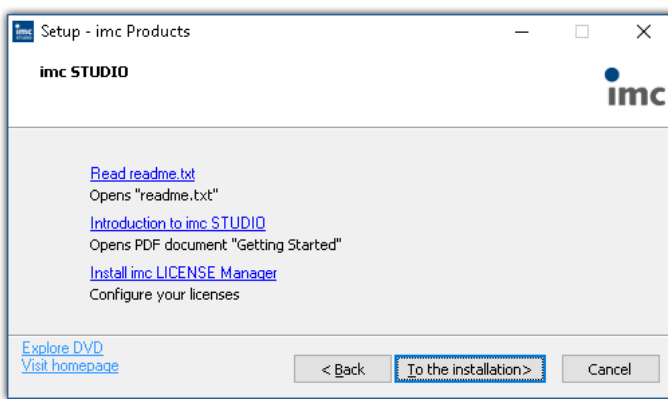 imc Setup - imc Products
imc STUDIO
imc
Read readme.txt
Opens "readme.txt"
Introduction to imc STUDIO
Opens PDF document "Getting Started"
Install imc LICENSE Manager
Configure your licenses
Explore DVD
Visit homepage
< Back
To the installation>
Cancel